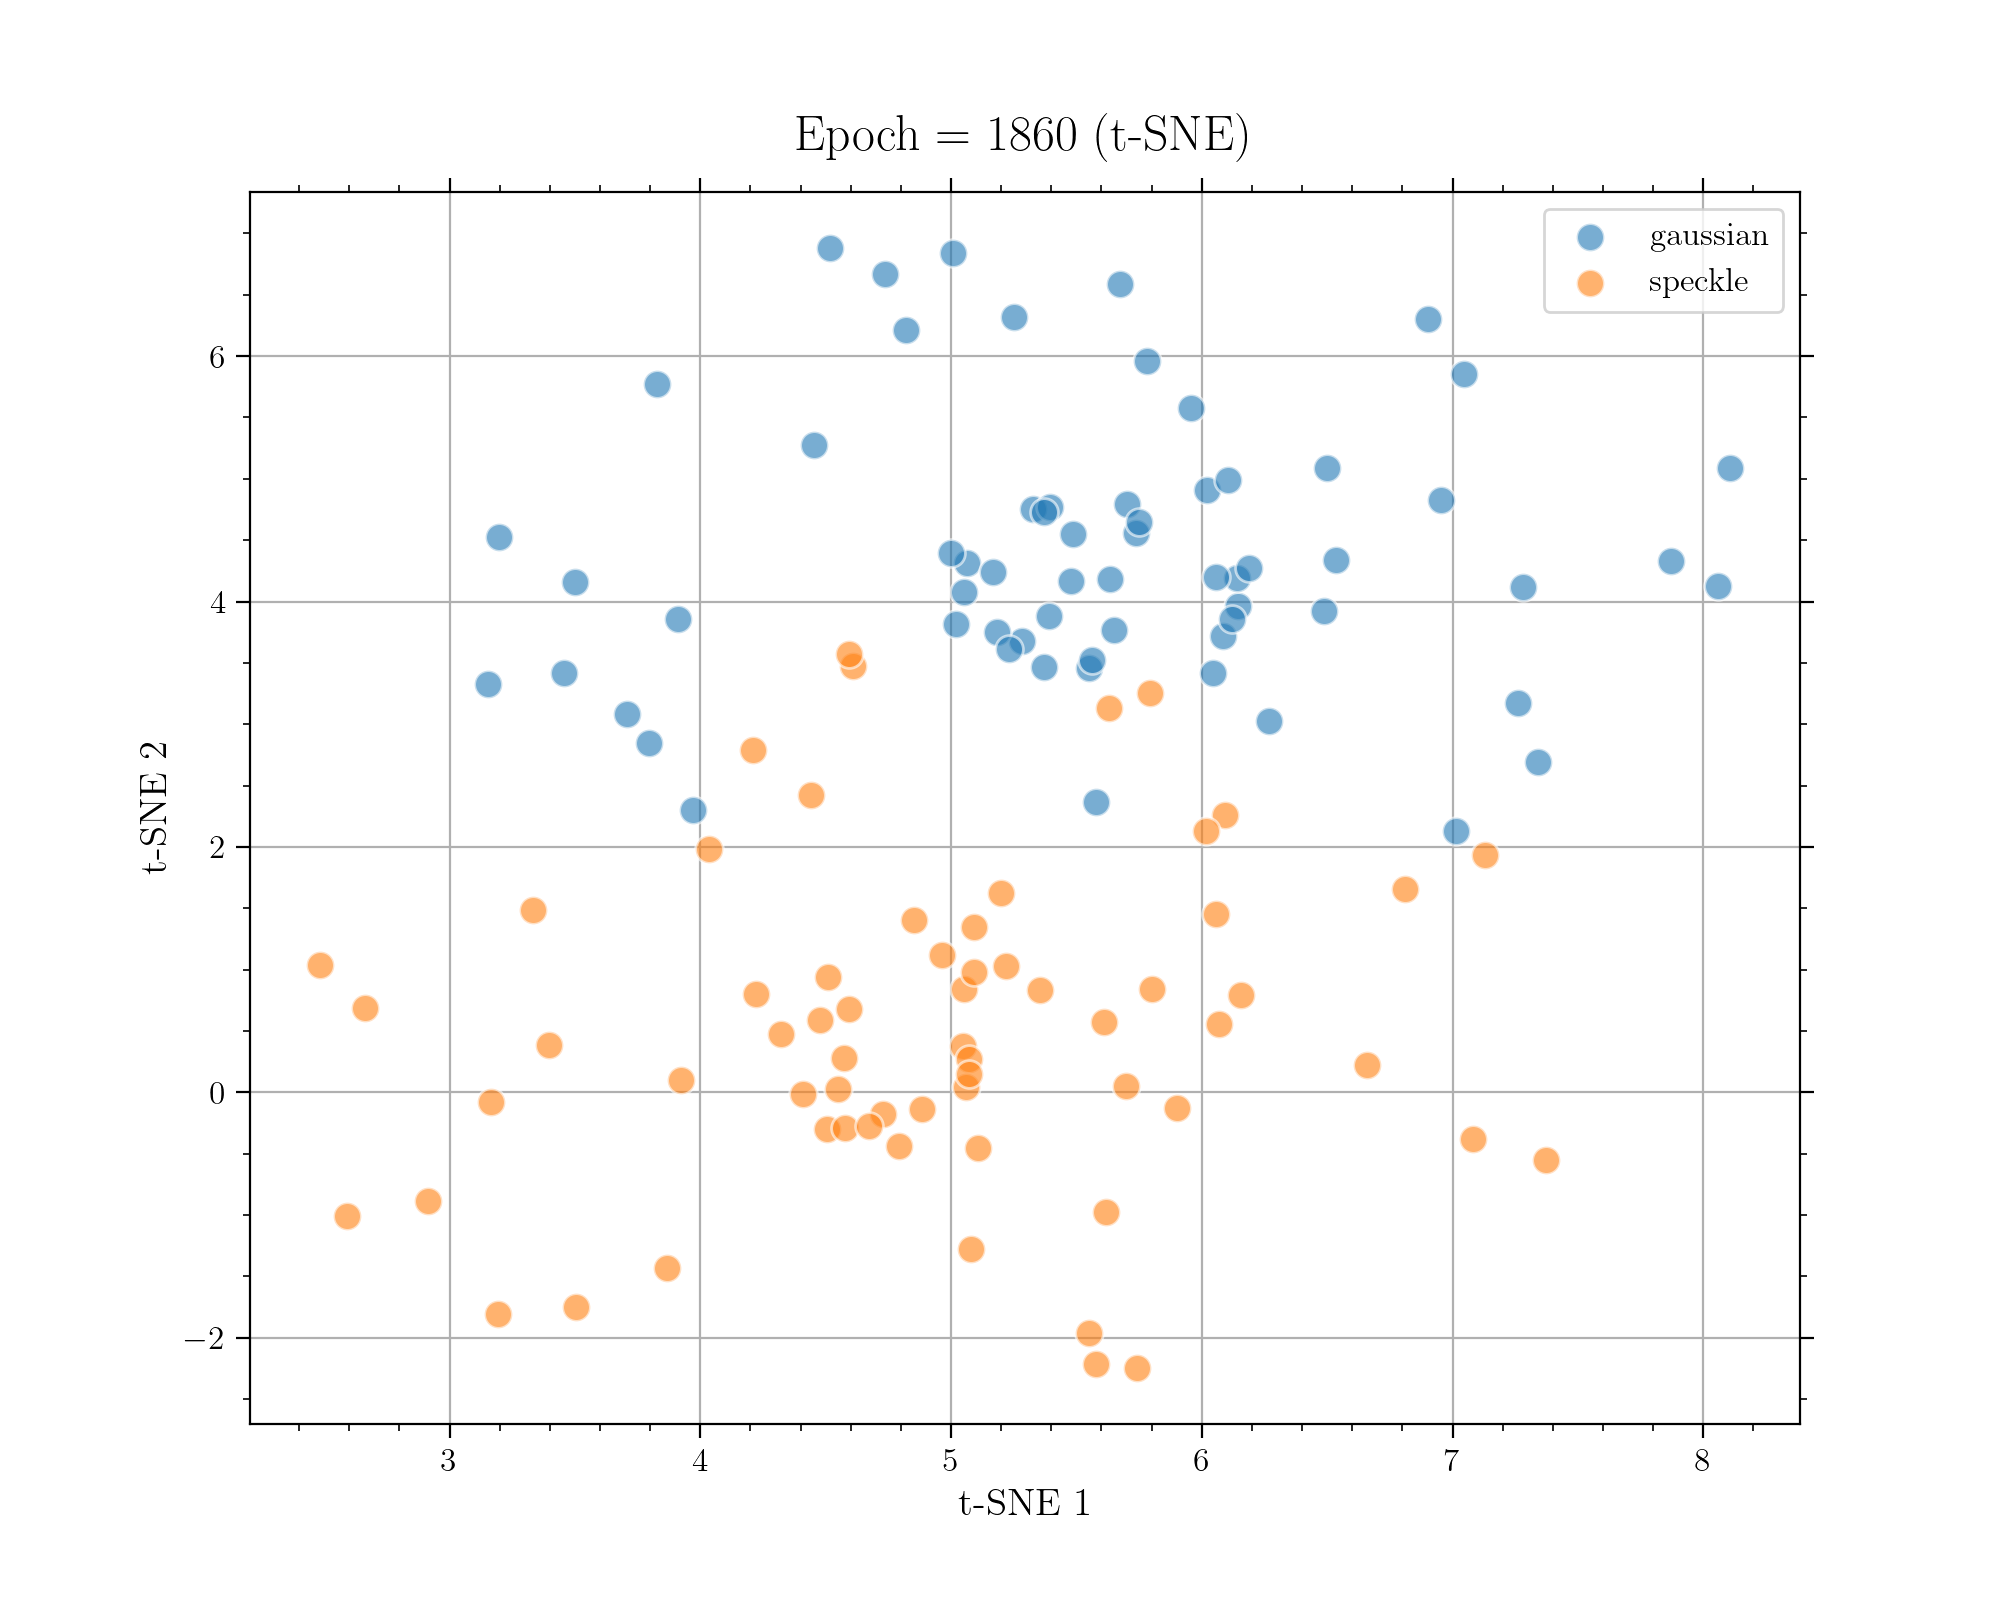 Epoch = 1860 (t-SNE)
gaussian
speckle
6
4
2
0
−2
t-SNE 2
3 4 5 6 7 8
t-SNE 1